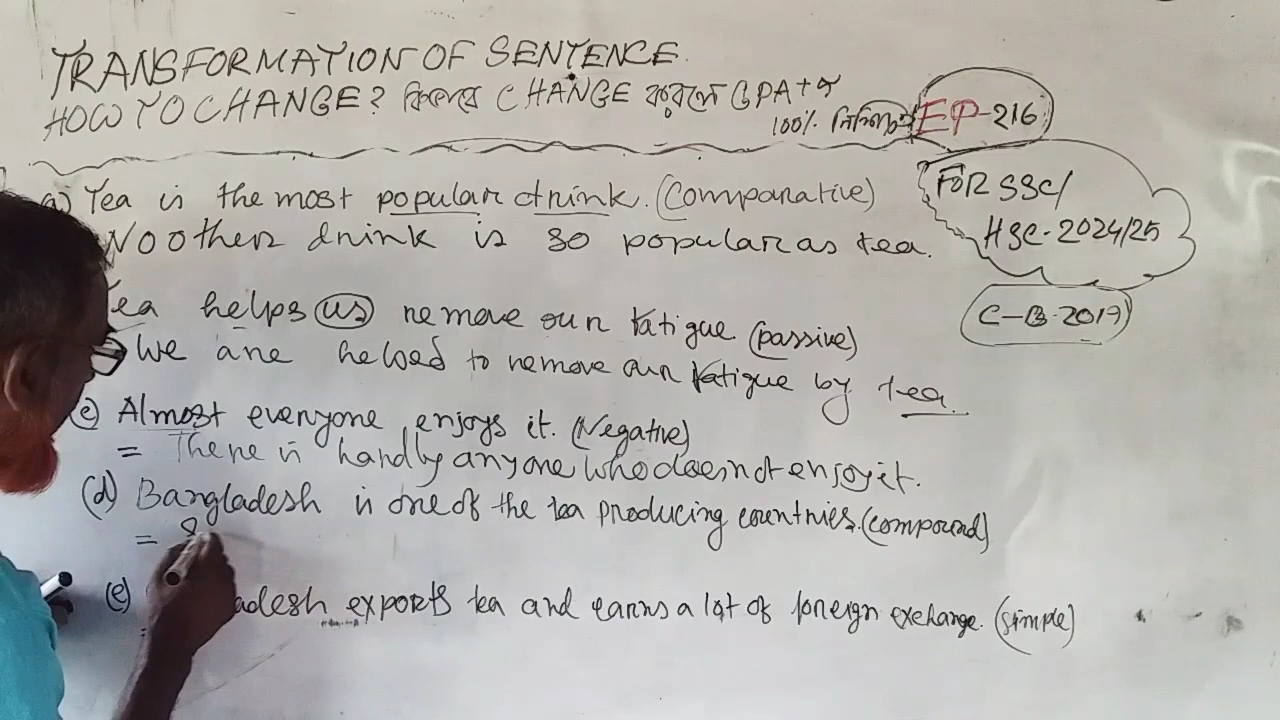 TRANSFORMATION OF SENTENCE.
HOW TO CHANGE? কিভাবে CHANGE করলে GPA+5
100% নিশ্চিত
EP-216
FOR SSC/
HSC-2024/25
C-B-2017
a) Tea is the most popular drink. (Comparative)
No other drink is so popular as tea.
Tea helps us remove our fatigue (passive)
We are helped to remove our fatigue by tea.
(c) Almost everyone enjoys it. (Negative)
= There is hardly anyone who does not enjoy it.
(d) Bangladesh is one of the tea producing countries. (compound)
=
(e) adesh exports tea and earns a lot of foreign exchange. (simple)